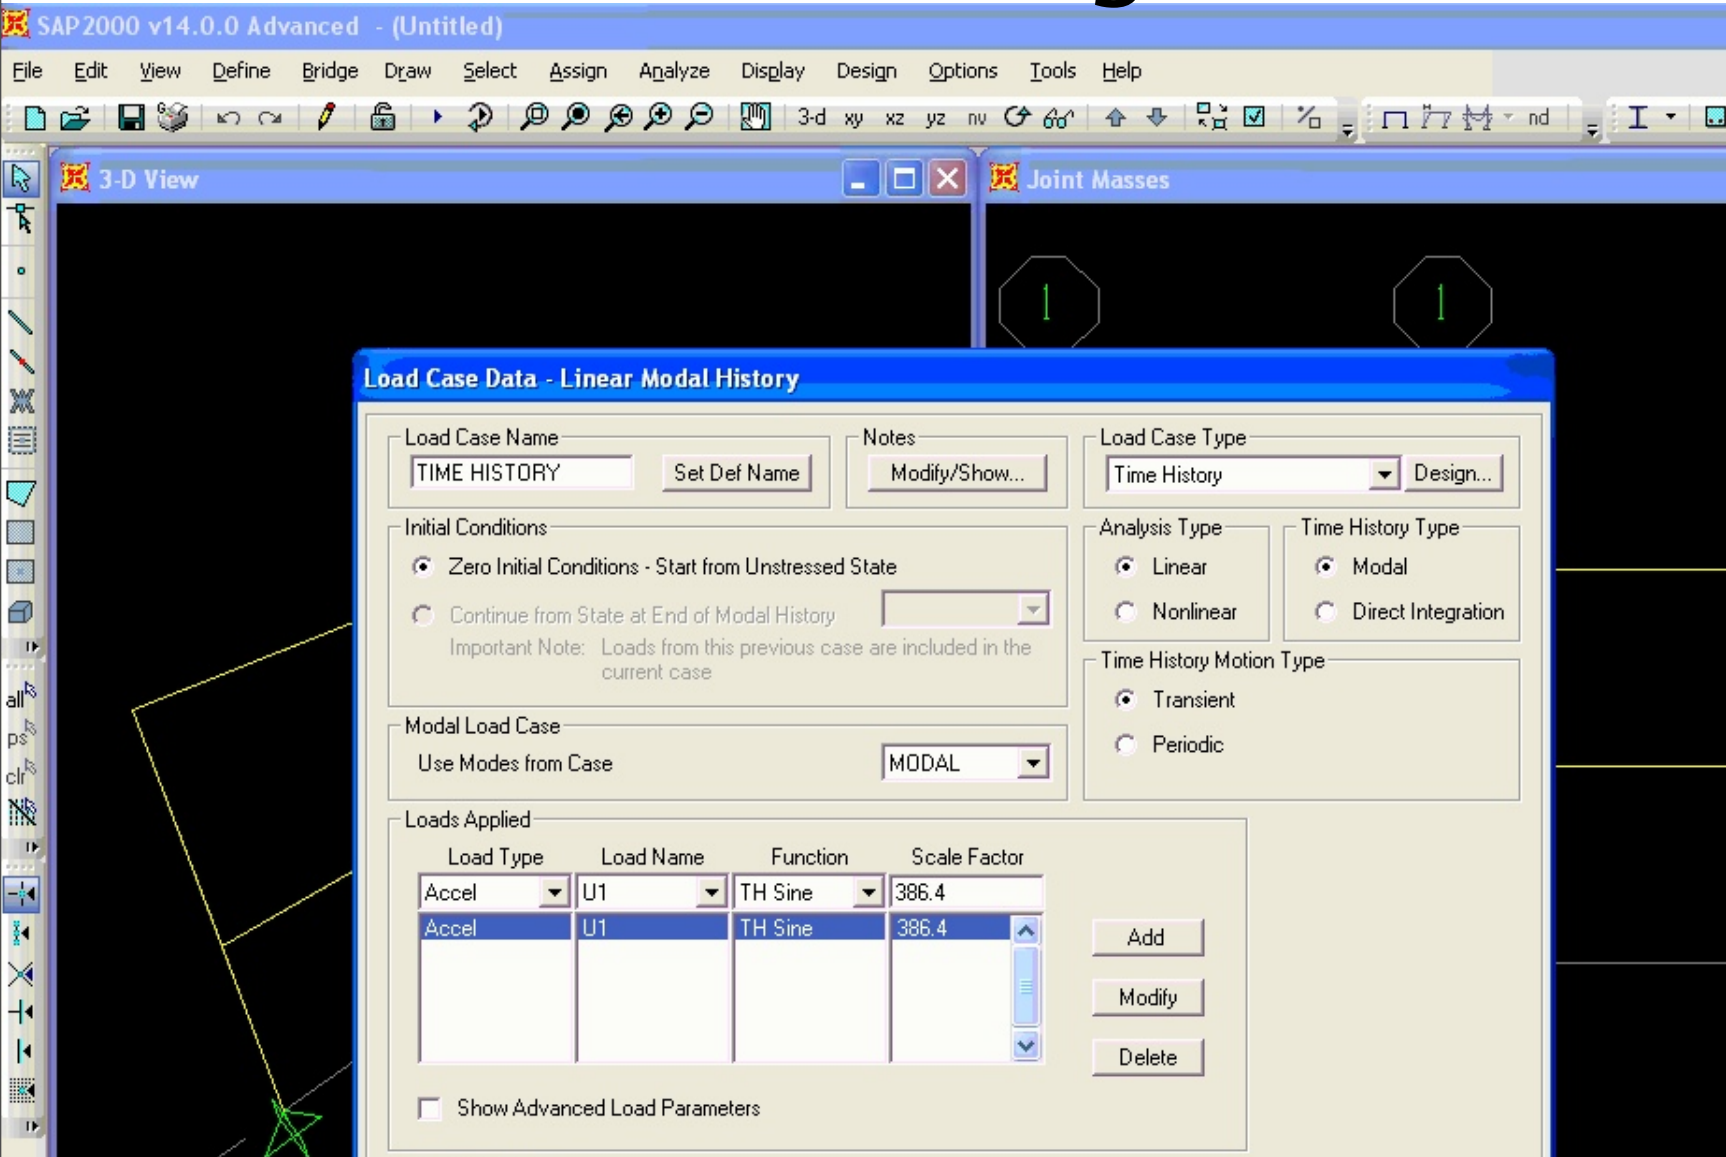 SAP2000 v14.0.0 Advanced - (Untitled)
File Edit View Define Bridge Draw Select Assign Analyze Display Design Options Tools Help
3-d xy xz yz nv nd
3-D View
Joint Masses
1 1
all
ps
clr
Load Case Data - Linear Modal History
Load Case Name Notes Load Case Type
TIME HISTORY Set Def Name Modify/Show... Time History Design...
Initial Conditions Analysis Type Time History Type
Zero Initial Conditions - Start from Unstressed State Linear Modal
Continue from State at End of Modal History Nonlinear Direct Integration
Important Note: Loads from this previous case are included in the
current case
Time History Motion Type
Transient
Periodic
Modal Load Case
Use Modes from Case MODAL
Loads Applied
Load Type Load Name Function Scale Factor
Accel U1 TH Sine 386.4
Accel U1 TH Sine 386.4
Add
Modify
Delete
Show Advanced Load Parameters